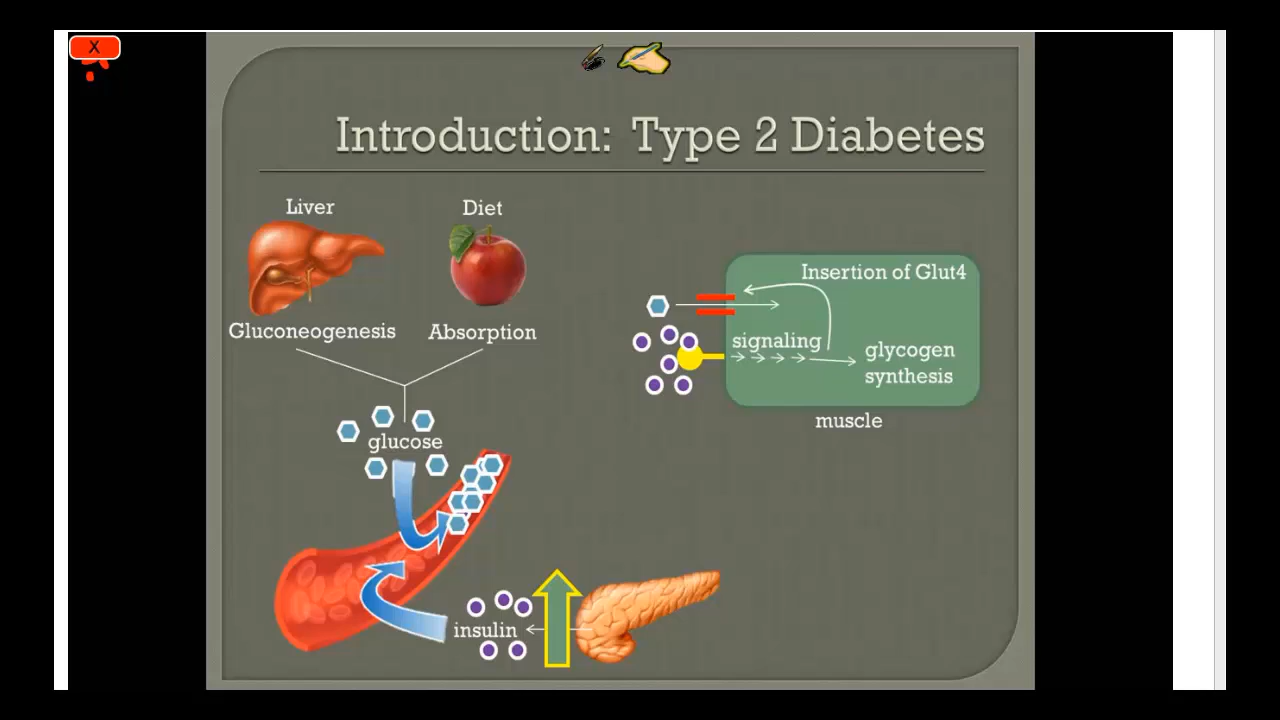 X
Introduction: Type 2 Diabetes
Liver
Diet
Gluconeogenesis
Absorption
glucose
insulin
Insertion of Glut4
signaling
glycogen
synthesis
muscle